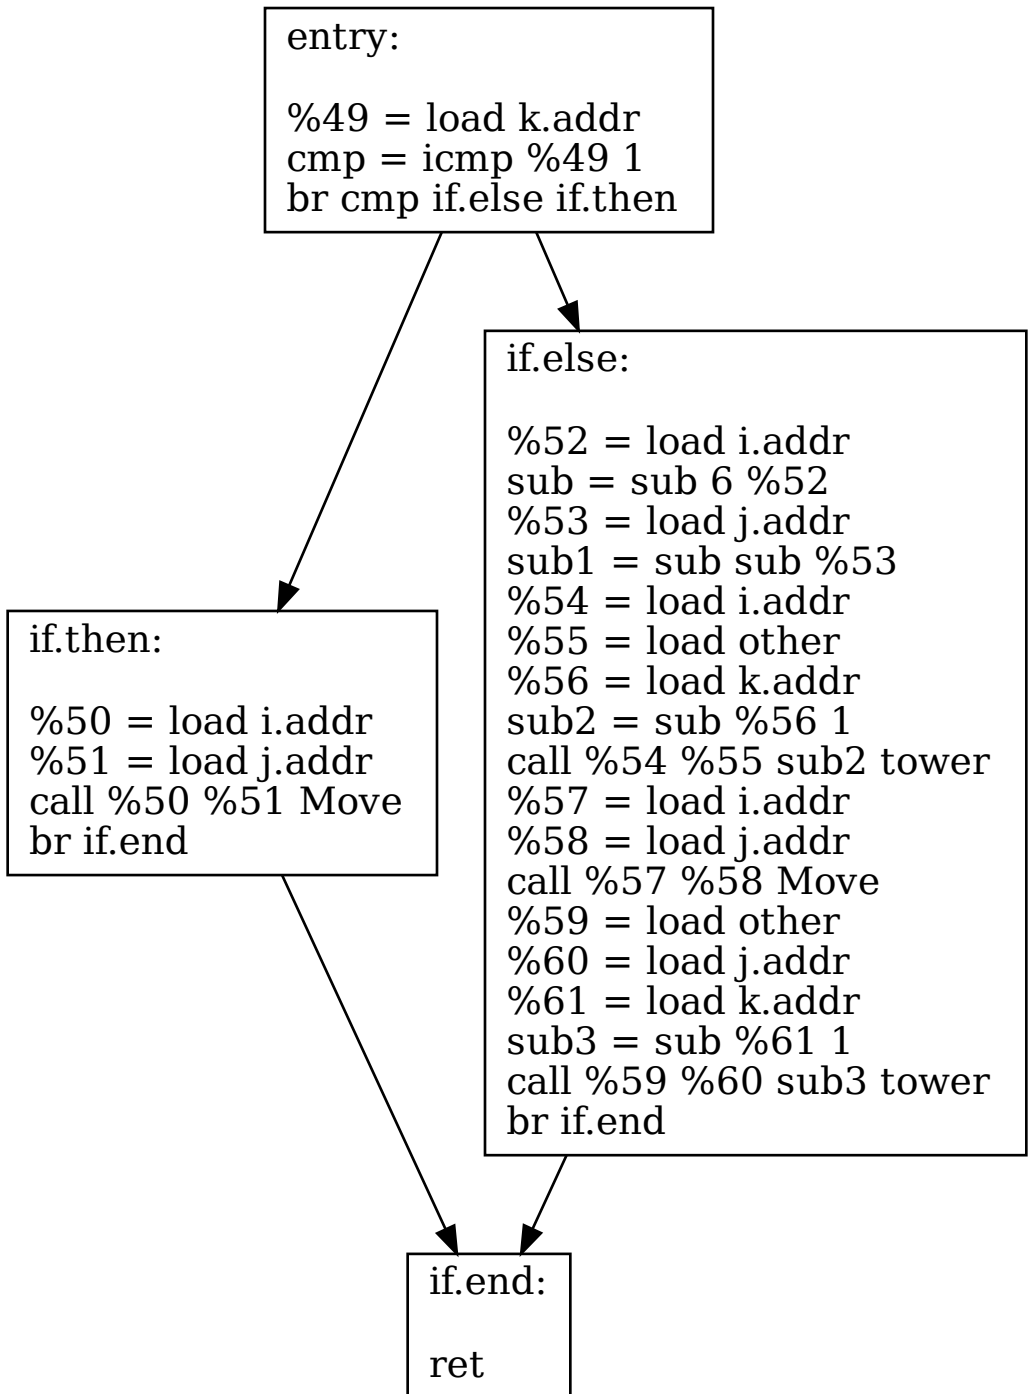 entry:
%49 = load k.addr
cmp = icmp %49 1
br cmp if.else if.then
if.then:
%50 = load i.addr
%51 = load j.addr
call %50 %51 Move
br if.end
if.else:
%52 = load i.addr
sub = sub 6 %52
%53 = load j.addr
sub1 = sub sub %53
%54 = load i.addr
%55 = load other
%56 = load k.addr
sub2 = sub %56 1
call %54 %55 sub2 tower
%57 = load i.addr
%58 = load j.addr
call %57 %58 Move
%59 = load other
%60 = load j.addr
%61 = load k.addr
sub3 = sub %61 1
call %59 %60 sub3 tower
br if.end
if.end:
ret